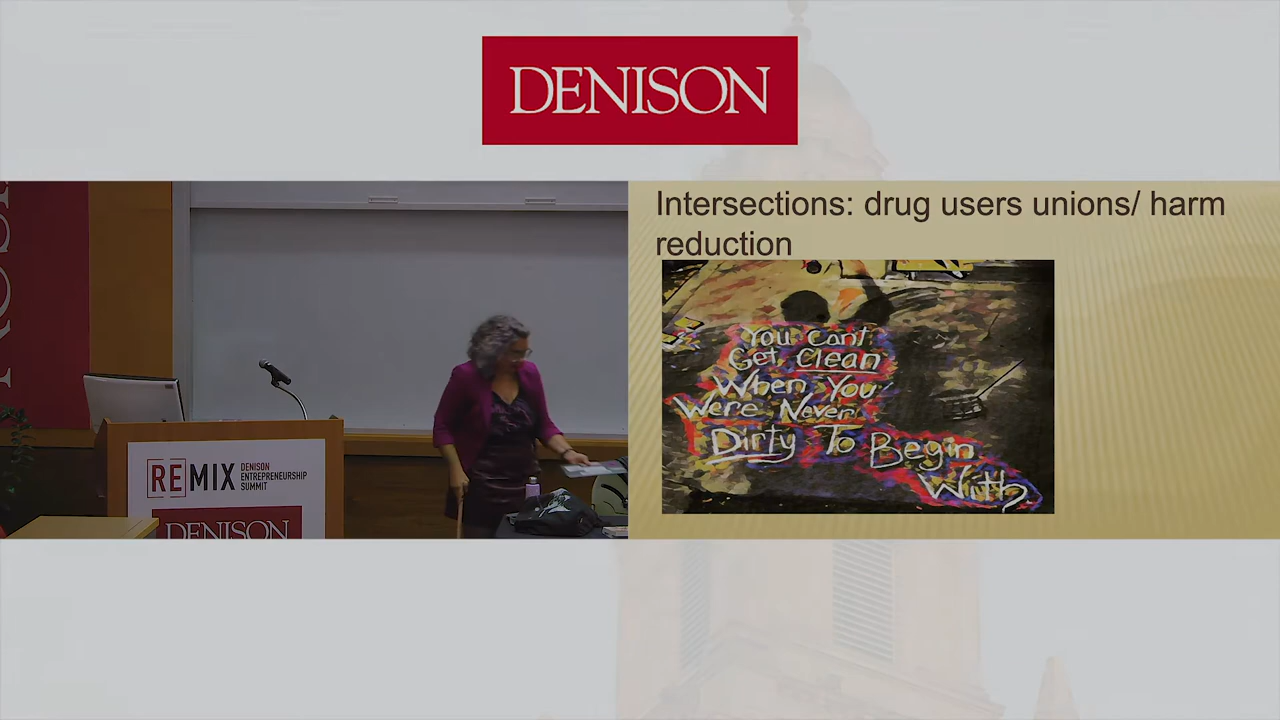 DENISON
Intersections: drug users unions/ harm
reduction
You Cant
Get Clean
When You
Were Never
Dirty To Begin
With
REMIX
DENISON
ENTREPRENEURSHIP
SUMMIT
DENISON